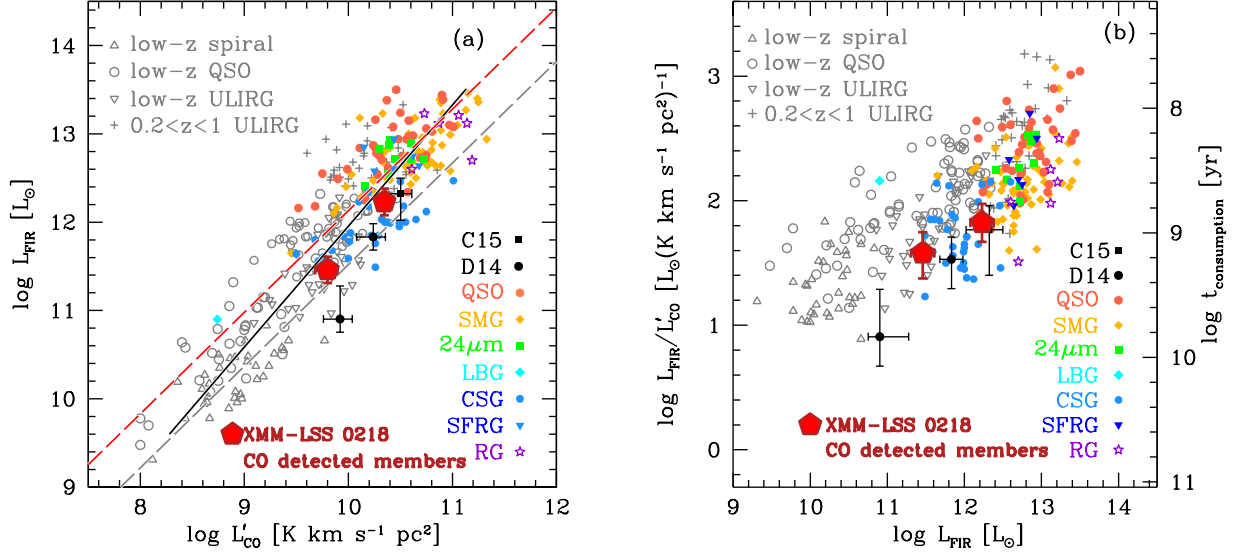 (a)
low-z spiral
low-z QSO
low-z ULIRG
0.2<z<1 ULIRG
C15
D14
QSO
SMG
24μm
LBG
CSG
SFRG
RG
XMM-LSS 0218
CO detected members
14
13
12
11
10
9
log L_FIR [L_⊙]
8
9
10
11
12
log L'_CO [K km s⁻¹ pc²]
(b)
low-z spiral
low-z QSO
low-z ULIRG
0.2<z<1 ULIRG
C15
D14
QSO
SMG
24μm
LBG
CSG
SFRG
RG
XMM-LSS 0218
CO detected members
3
2
1
0
log L_FIR/L'_CO [L_⊙(K km s⁻¹ pc²)⁻¹]
9
10
11
12
13
14
log L_FIR [L_⊙]
8
9
10
11
log t_consumption [yr]